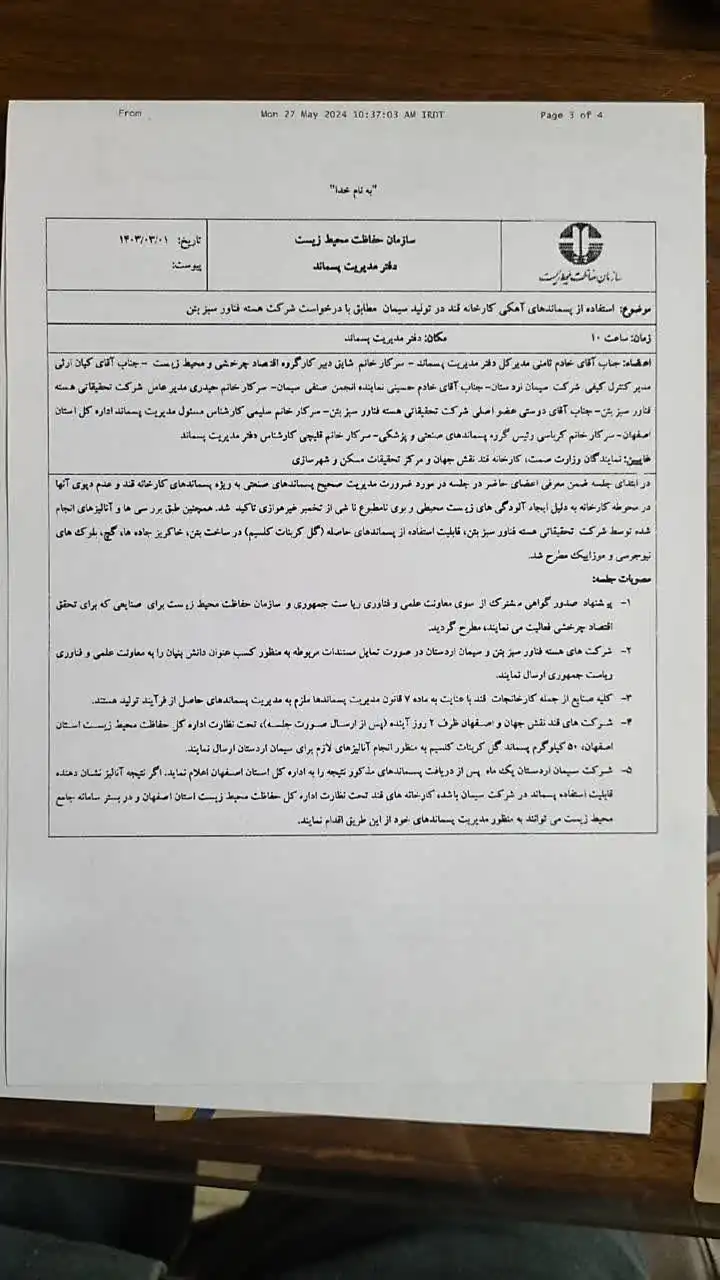 From Mon 27 May 2024 10:37:03 AM IRDT Page 3 of 4
"به نام خدا"
سازمان حفاظت محیط زیست
سازمان حفاظت محیط زیست
دفتر مدیریت پسماند
تاریخ: ۱۴۰۳/۰۳/۰۱
پیوست:
موضوع: استفاده از پسماندهای آهکی کارخانه قند در تولید سیمان مطابق با درخواست شرکت هسته فناور سبز بتن
زمان: ساعت ۱۰ مکان: دفتر مدیریت پسماند
اعضاء: جناب آقای خادم ثامنی مدیرکل دفتر مدیریت پسماند – سرکار خانم شایق دبیر کارگروه اقتصاد چرخشی و محیط زیست – جناب آقای کیان ارثی
مدیر کنترل کیفی شرکت سیمان اردستان- جناب آقای خادم حسینی نماینده انجمن صنفی سیمان- سرکار خانم حیدری مدیر عامل شرکت تحقیقاتی هسته
فناور سبز بتن- جناب آقای دوستی عضو اصلی شرکت تحقیقاتی هسته فناور سبز بتن- سرکار خانم سلیمی کارشناس مسئول مدیریت پسماند اداره کل استان
اصفهان- سرکار خانم کرباسی رئیس گروه پسماندهای صنعتی و پزشکی- سرکار خانم قلیچی کارشناس دفتر مدیریت پسماند
غایبین: نمایندگان وزارت صمت، کارخانه قند نقش جهان و مرکز تحقیقات مسکن و شهرسازی
در ابتدای جلسه ضمن معرفی اعضای حاضر در جلسه در مورد ضرورت مدیریت صحیح پسماندهای صنعتی به ویژه پسماندهای کارخانه قند و عدم دپوی آنها
در محوطه کارخانه به دلیل ایجاد آلودگی های زیست محیطی و بوی نامطبوع نا شی از تخمیر غیرهوازی تاکید شد. همچنین طبق برر سی ها و آنالیزهای انجام
شده توسط شرکت تحقیقاتی هسته فناور سبز بتن، قابلیت استفاده از پسماندهای حاصله (گل کربنات کلسیم) در ساخت بتن، خاکریز جاده ها، گچ، بلوک های
نیوجرسی و موزاییک مطرح شد.
مصوبات جلسه:
۱- پیشنهاد صدور گواهی مشترک از سوی معاونت علمی و فناوری ریا ست جمهوری و سازمان حفاظت محیط زیست برای صنایعی که برای تحقق
اقتصاد چرخشی فعالیت می نمایند، مطرح گردید.
۲- شرکت های هسته فناور سبز بتن و سیمان اردستان در صورت تمایل مستندات مربوطه به منظور کسب عنوان دانش بنیان را به معاونت علمی و فناوری
ریاست جمهوری ارسال نمایند.
۳- کلیه صنایع از جمله کارخانجات قند با عنایت به ماده ۷ قانون مدیریت پسماندها ملزم به مدیریت پسماندهای حاصل از فرآیند تولید هستند.
۴- شرکت های قند نقش جهان و اصفهان ظرف ۲ روز آینده (پس از ارسال صورت جلسه)، تحت نظارت اداره کل حفاظت محیط زیست استان
اصفهان، ۵۰ کیلوگرم پسماند گل کربنات کلسیم به منظور انجام آنالیزهای لازم برای سیمان اردستان ارسال نمایند.
۵- شرکت سیمان اردستان یک ماه پس از دریافت پسماندهای مذکور نتیجه را به اداره کل استان اصفهان اعلام نماید. اگر نتیجه آنالیز نشان دهنده
قابلیت استفاده پسماند در شرکت سیمان باشد، کارخانه های قند تحت نظارت اداره کل حفاظت محیط زیست استان اصفهان و در بستر سامانه جامع
محیط زیست می توانند به منظور مدیریت پسماندهای خود از این طریق اقدام نمایند.